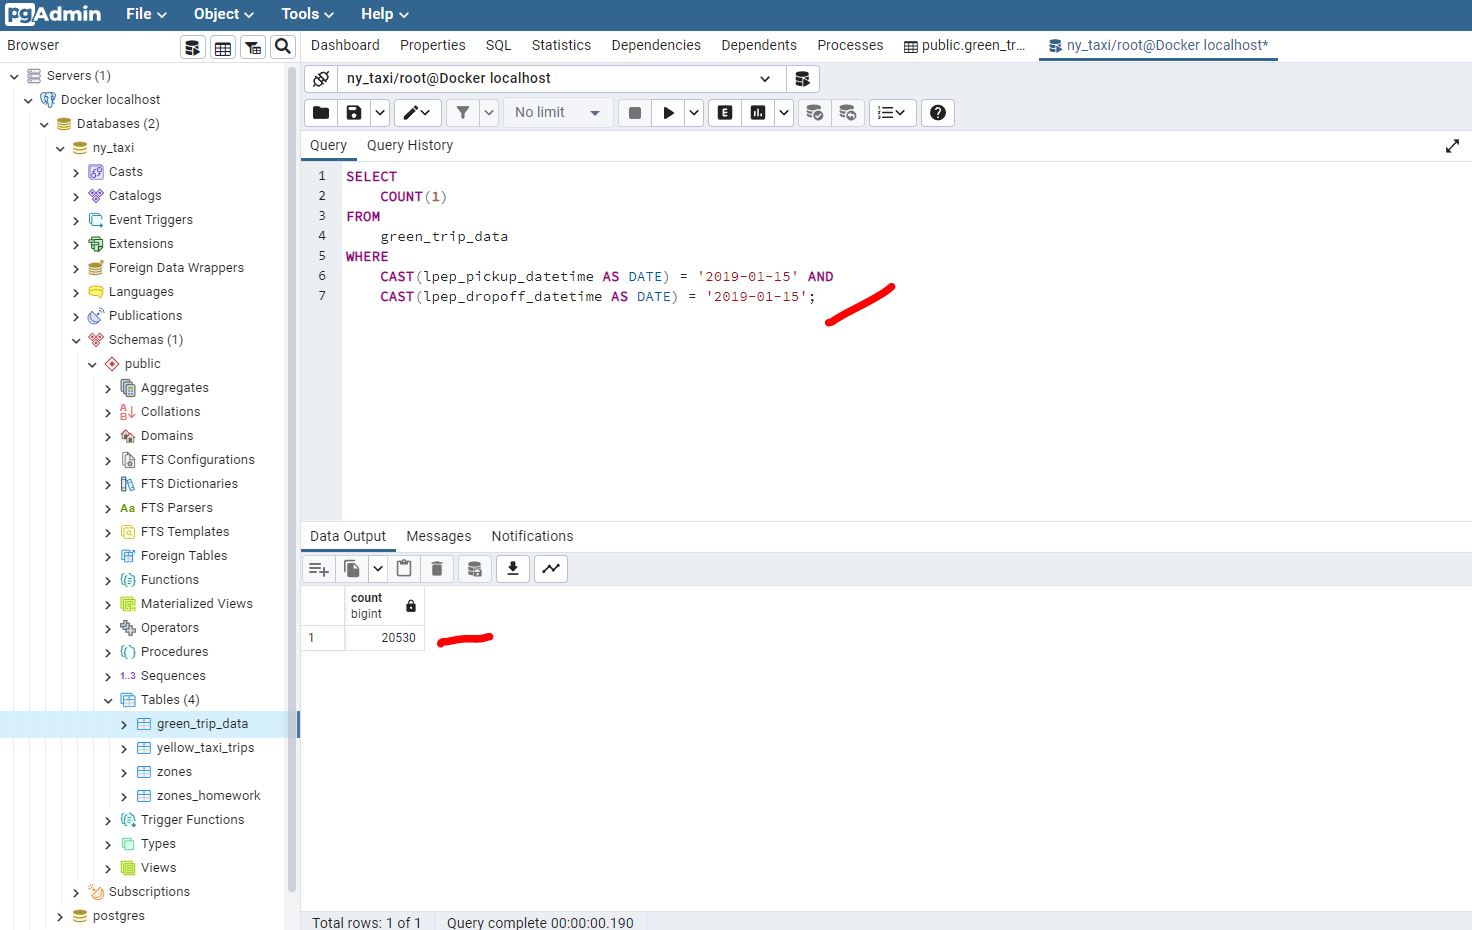 pgAdmin File Object Tools Help
Browser
Dashboard Properties SQL Statistics Dependencies Dependents Processes public.green_tr... ny_taxi/root@Docker localhost*
Servers (1)
Docker localhost
Databases (2)
ny_taxi
Casts
Catalogs
Event Triggers
Extensions
Foreign Data Wrappers
Languages
Publications
Schemas (1)
public
Aggregates
Collations
Domains
FTS Configurations
FTS Dictionaries
Aa FTS Parsers
FTS Templates
Foreign Tables
Functions
Materialized Views
Operators
Procedures
1..3 Sequences
Tables (4)
green_trip_data
yellow_taxi_trips
zones
zones_homework
Trigger Functions
Types
Views
Subscriptions
postgres
ny_taxi/root@Docker localhost
No limit E
Query Query History
1 SELECT
2 COUNT(1)
3 FROM
4 green_trip_data
5 WHERE
6 CAST(lpep_pickup_datetime AS DATE) = '2019-01-15' AND
7 CAST(lpep_dropoff_datetime AS DATE) = '2019-01-15';
Data Output Messages Notifications
count
bigint
1 20530
Total rows: 1 of 1 Query complete 00:00:00.190